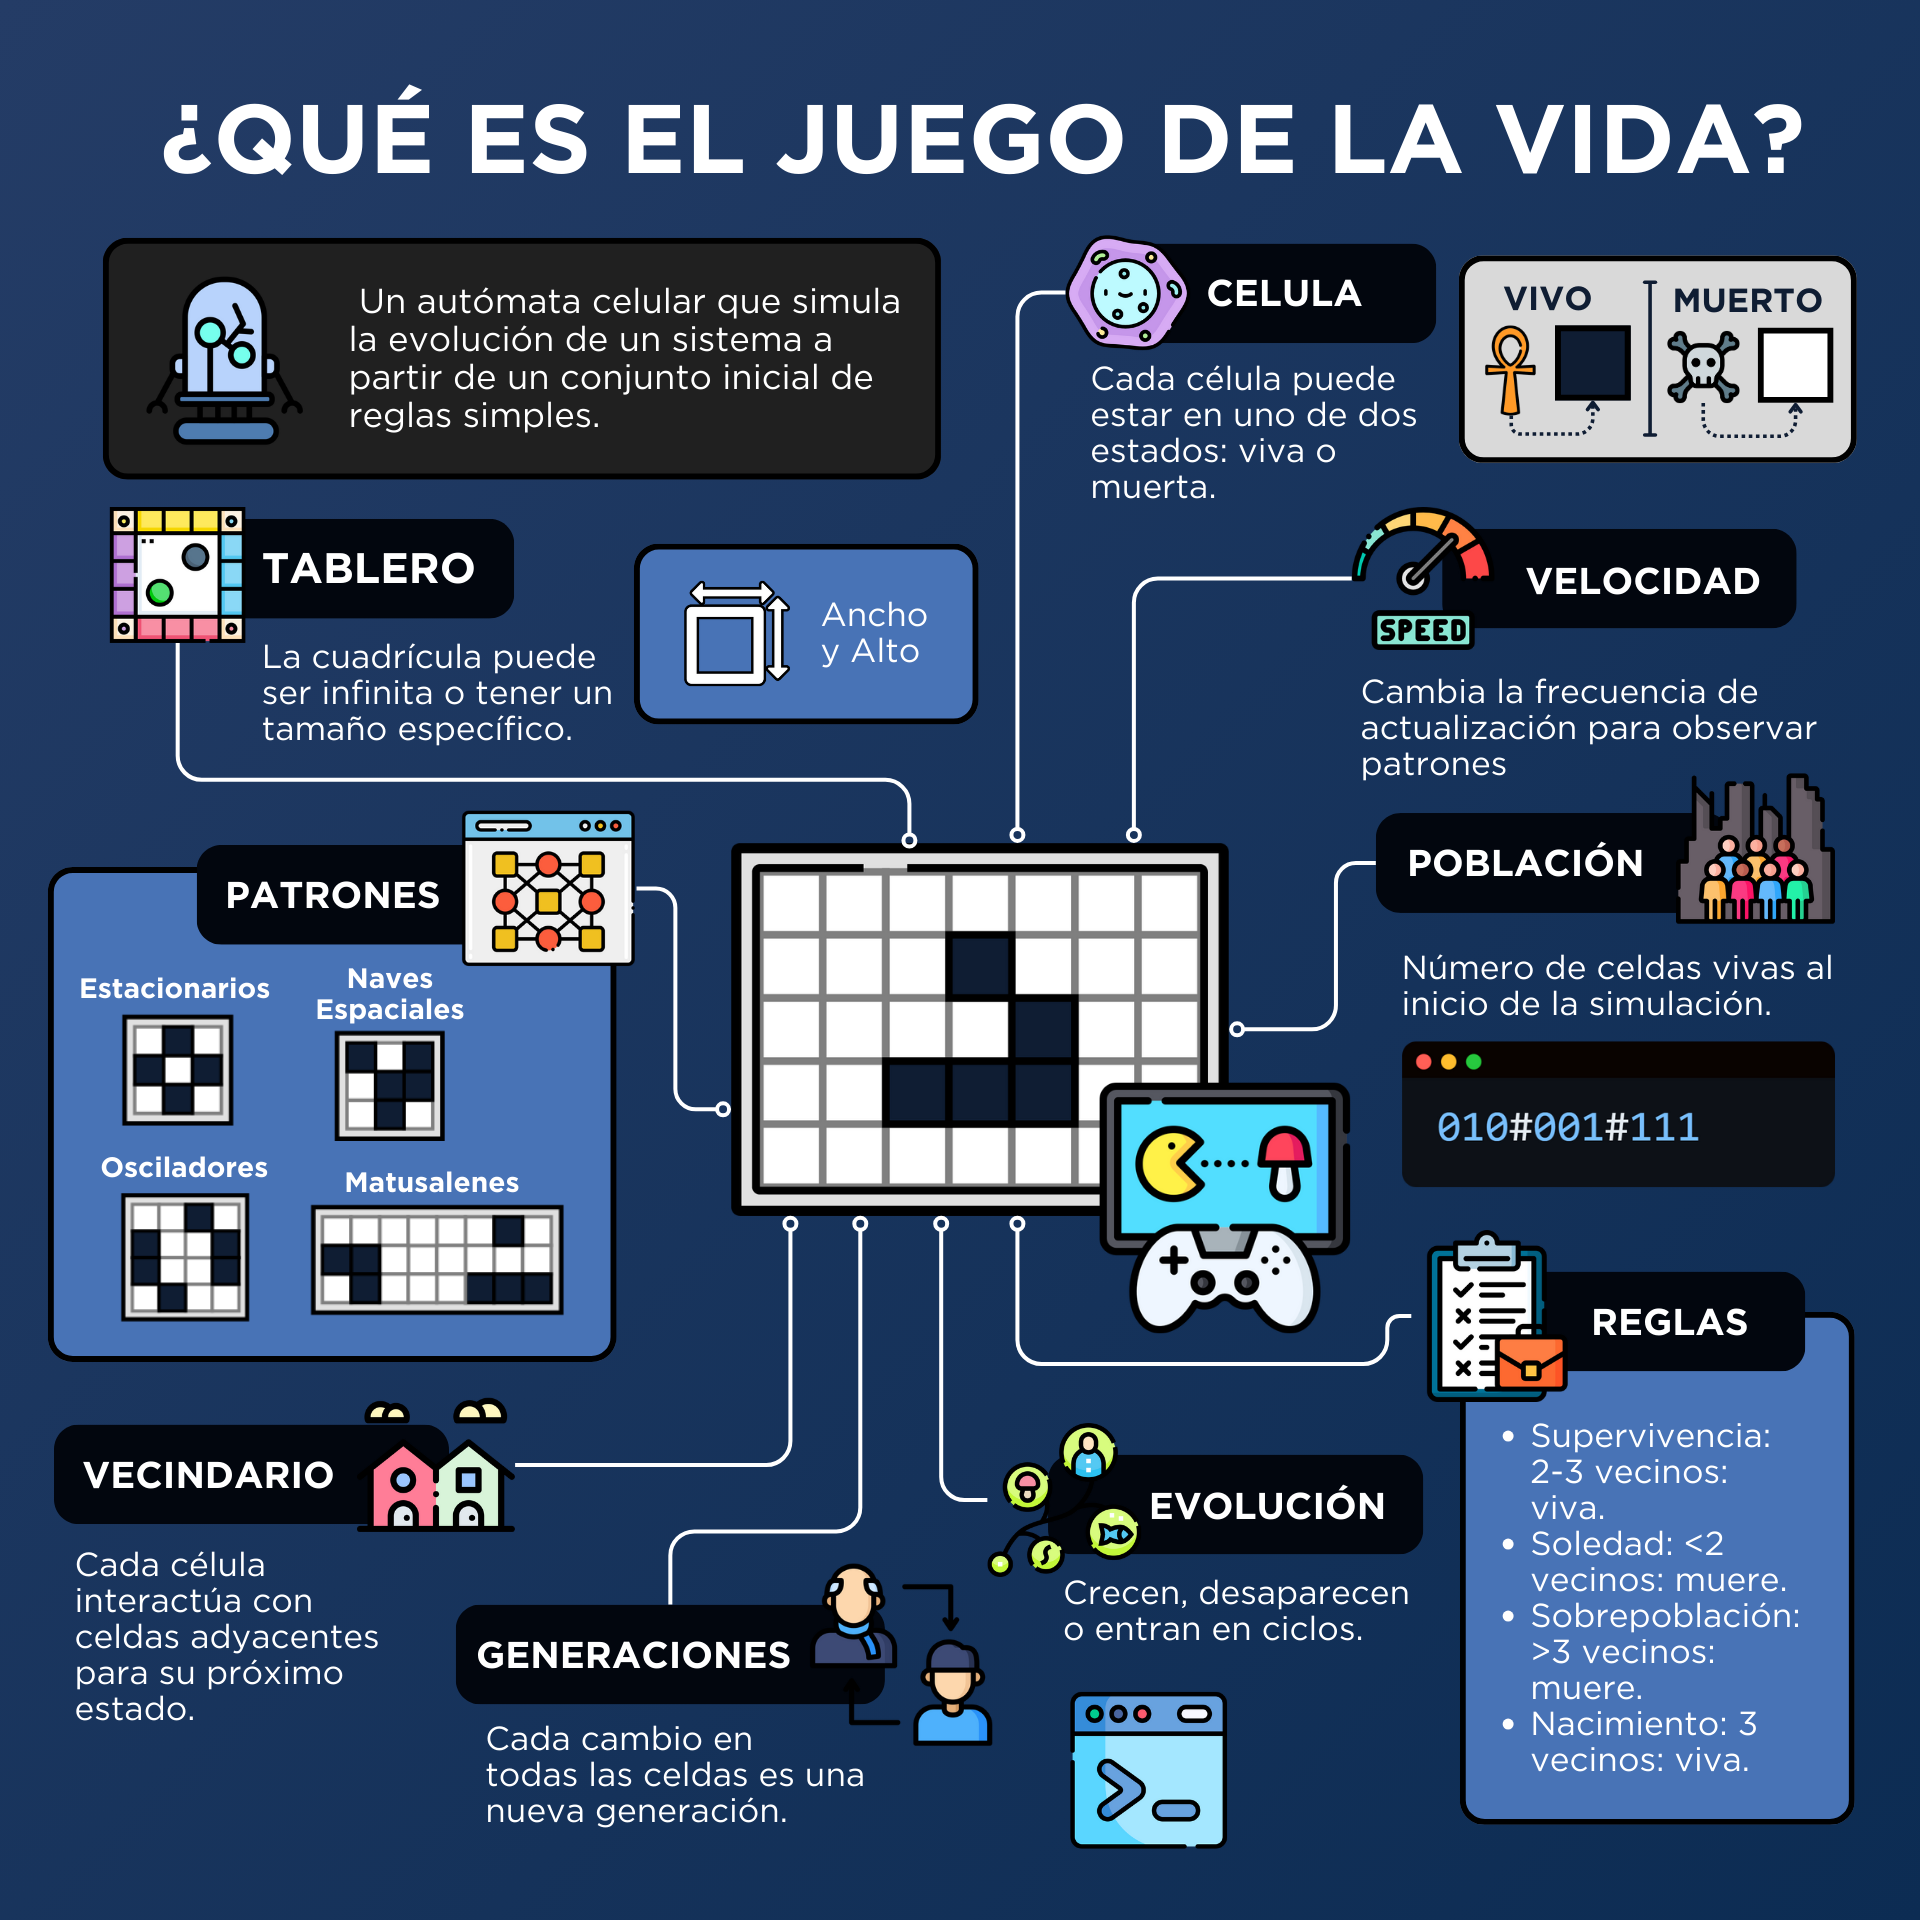 ¿QUÉ ES EL JUEGO DE LA VIDA?
Un autómata celular que simula
la evolución de un sistema a
partir de un conjunto inicial de
reglas simples.
CELULA
Cada célula puede
estar en uno de dos
estados: viva o
muerta.
VIVO
MUERTO
TABLERO
La cuadrícula puede
ser infinita o tener un
tamaño específico.
Ancho
y Alto
SPEED
VELOCIDAD
Cambia la frecuencia de
actualización para observar
patrones
PATRONES
Estacionarios
Naves
Espaciales
Osciladores
Matusalenes
POBLACIÓN
Número de celdas vivas al
inicio de la simulación.
010#001#111
REGLAS
• Supervivencia:
2-3 vecinos:
viva.
• Soledad: <2
vecinos: muere.
• Sobrepoblación:
>3 vecinos:
muere.
• Nacimiento: 3
vecinos: viva.
VECINDARIO
Cada célula
interactúa con
celdas adyacentes
para su próximo
estado.
GENERACIONES
Cada cambio en
todas las celdas es una
nueva generación.
EVOLUCIÓN
Crecen, desaparecen
o entran en ciclos.